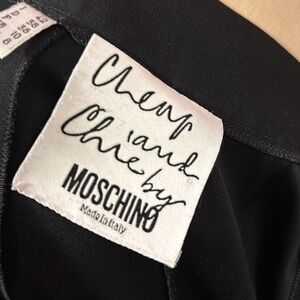 Cheap
and
Chic by
MOSCHINO
Made in Italy